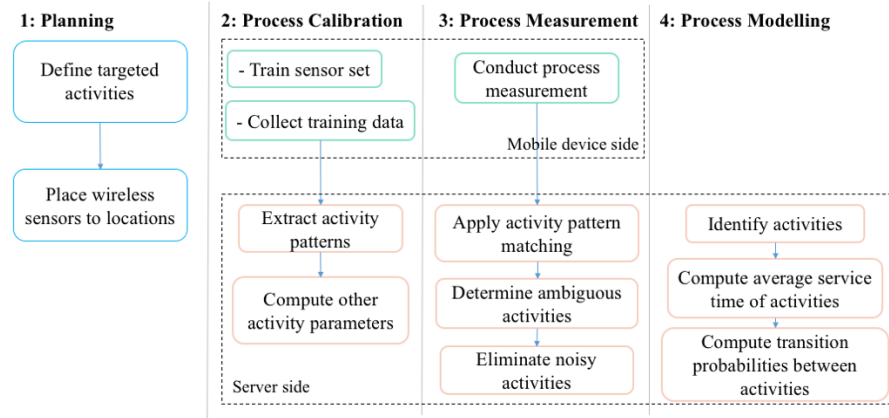 1: Planning
Define targeted
activities
Place wireless
sensors to locations
2: Process Calibration
- Train sensor set
- Collect training data
Extract activity
patterns
Compute other
activity parameters
Server side
3: Process Measurement
Conduct process
measurement
Mobile device side
Apply activity pattern
matching
Determine ambiguous
activities
Eliminate noisy
activities
4: Process Modelling
Identify activities
Compute average service
time of activities
Compute transition
probabilities between
activities